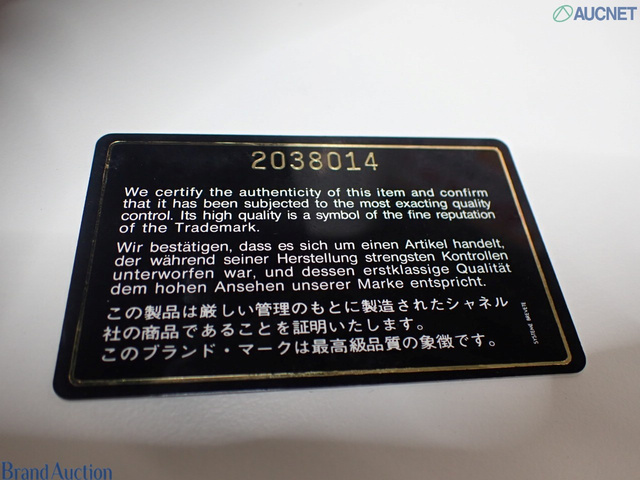 AUCNET
2038014
We certify the authenticity of this item and confirm
that it has been subjected to the most exacting quality
control. Its high quality is a symbol of the fine reputation
of the Trademark.
Wir bestätigen, dass es sich um einen Artikel handelt,
der während seiner Herstellung strengsten Kontrollen
unterworfen war, und dessen erstklassige Qualität
dem hohen Ansehen unserer Marke entspricht.
この製品は厳しい管理のもとに製造されたシャネル
社の商品であることを証明いたします。
このブランド・マークは最高級品質の象徴です。
Brand Auction